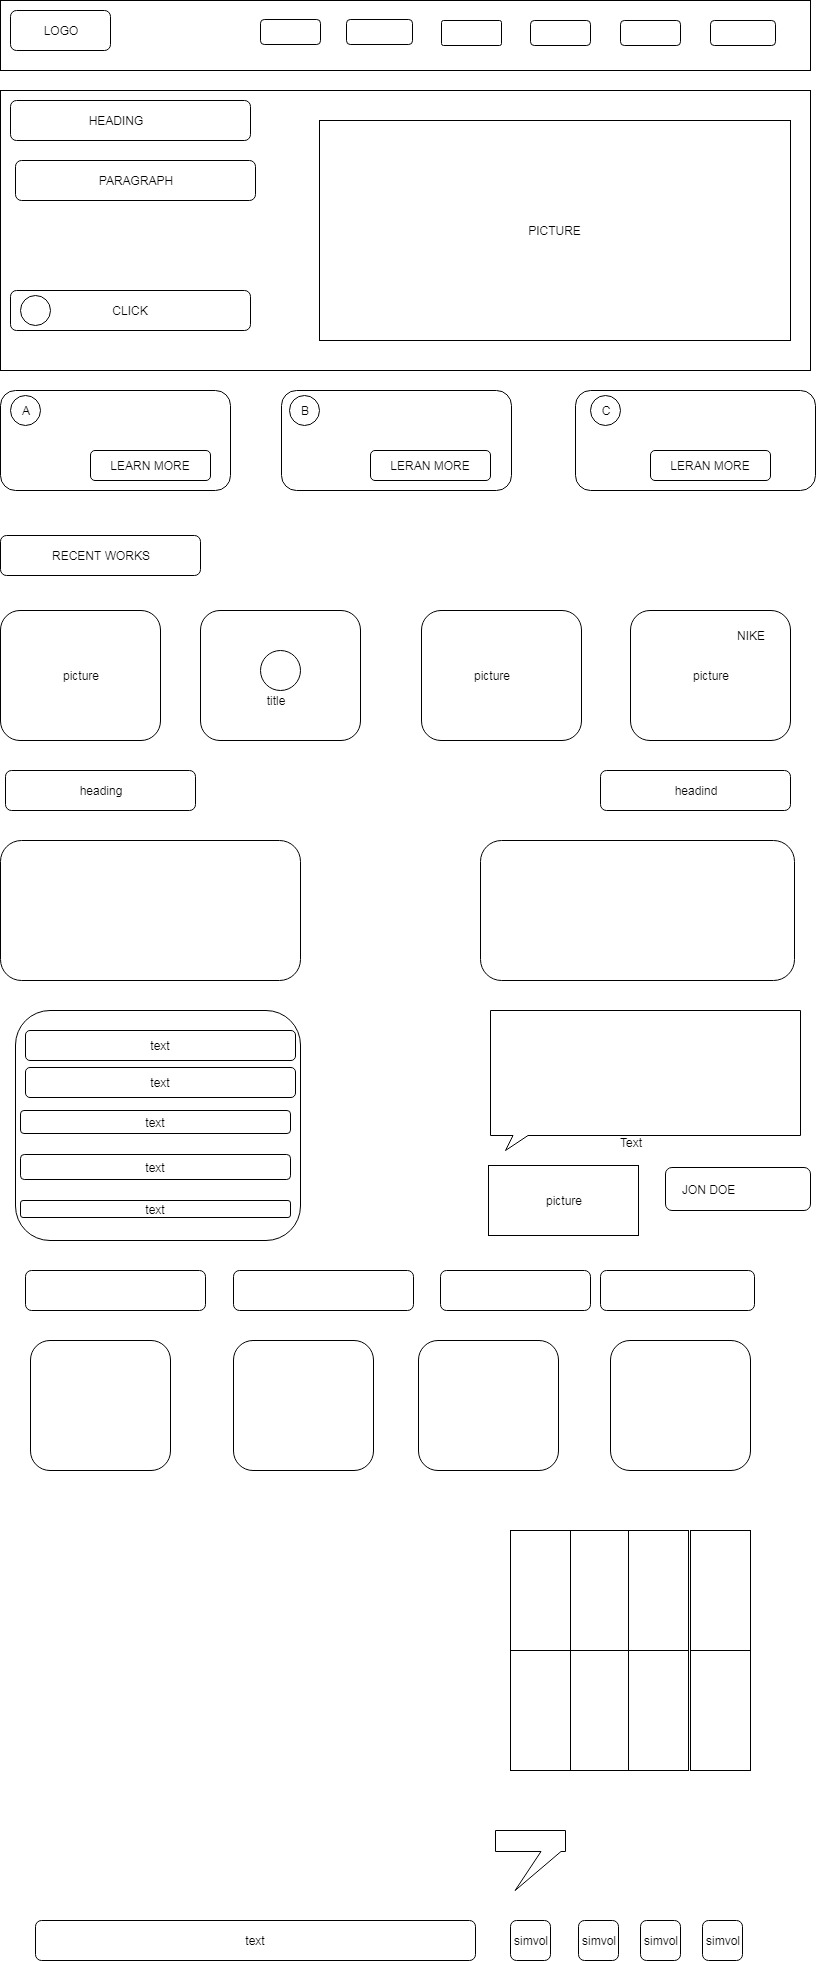 LOGO
HEADING
PARAGRAPH
PICTURE
CLICK
A
B
C
LEARN MORE
LERAN MORE
LERAN MORE
RECENT WORKS
NIKE
picture
title
picture
picture
heading
headind
text
text
text
text
text
Text
picture
JON DOE
text
simvol
simvol
simvol
simvol